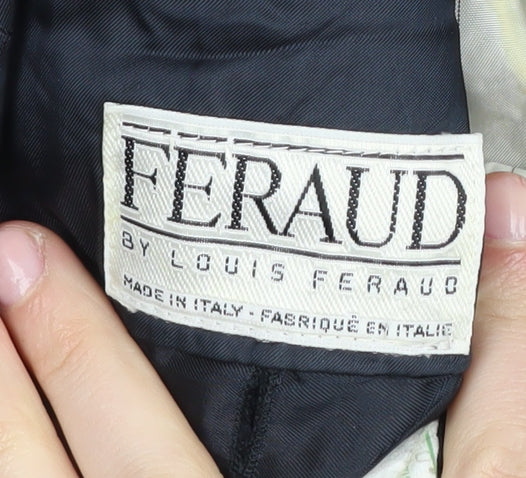 FERAUD
BY LOUIS FERAUD
MADE IN ITALY - FABRIQUÉ EN ITALIE